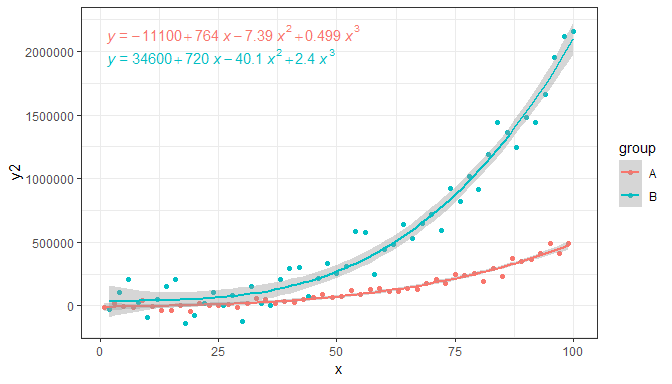 y = −11100 + 764 x − 7.39 x² + 0.499 x³
y = 34600 + 720 x − 40.1 x² + 2.4 x³
2000000
1500000
1000000
500000
0
y2
0 25 50 75 100
x
group
A
B